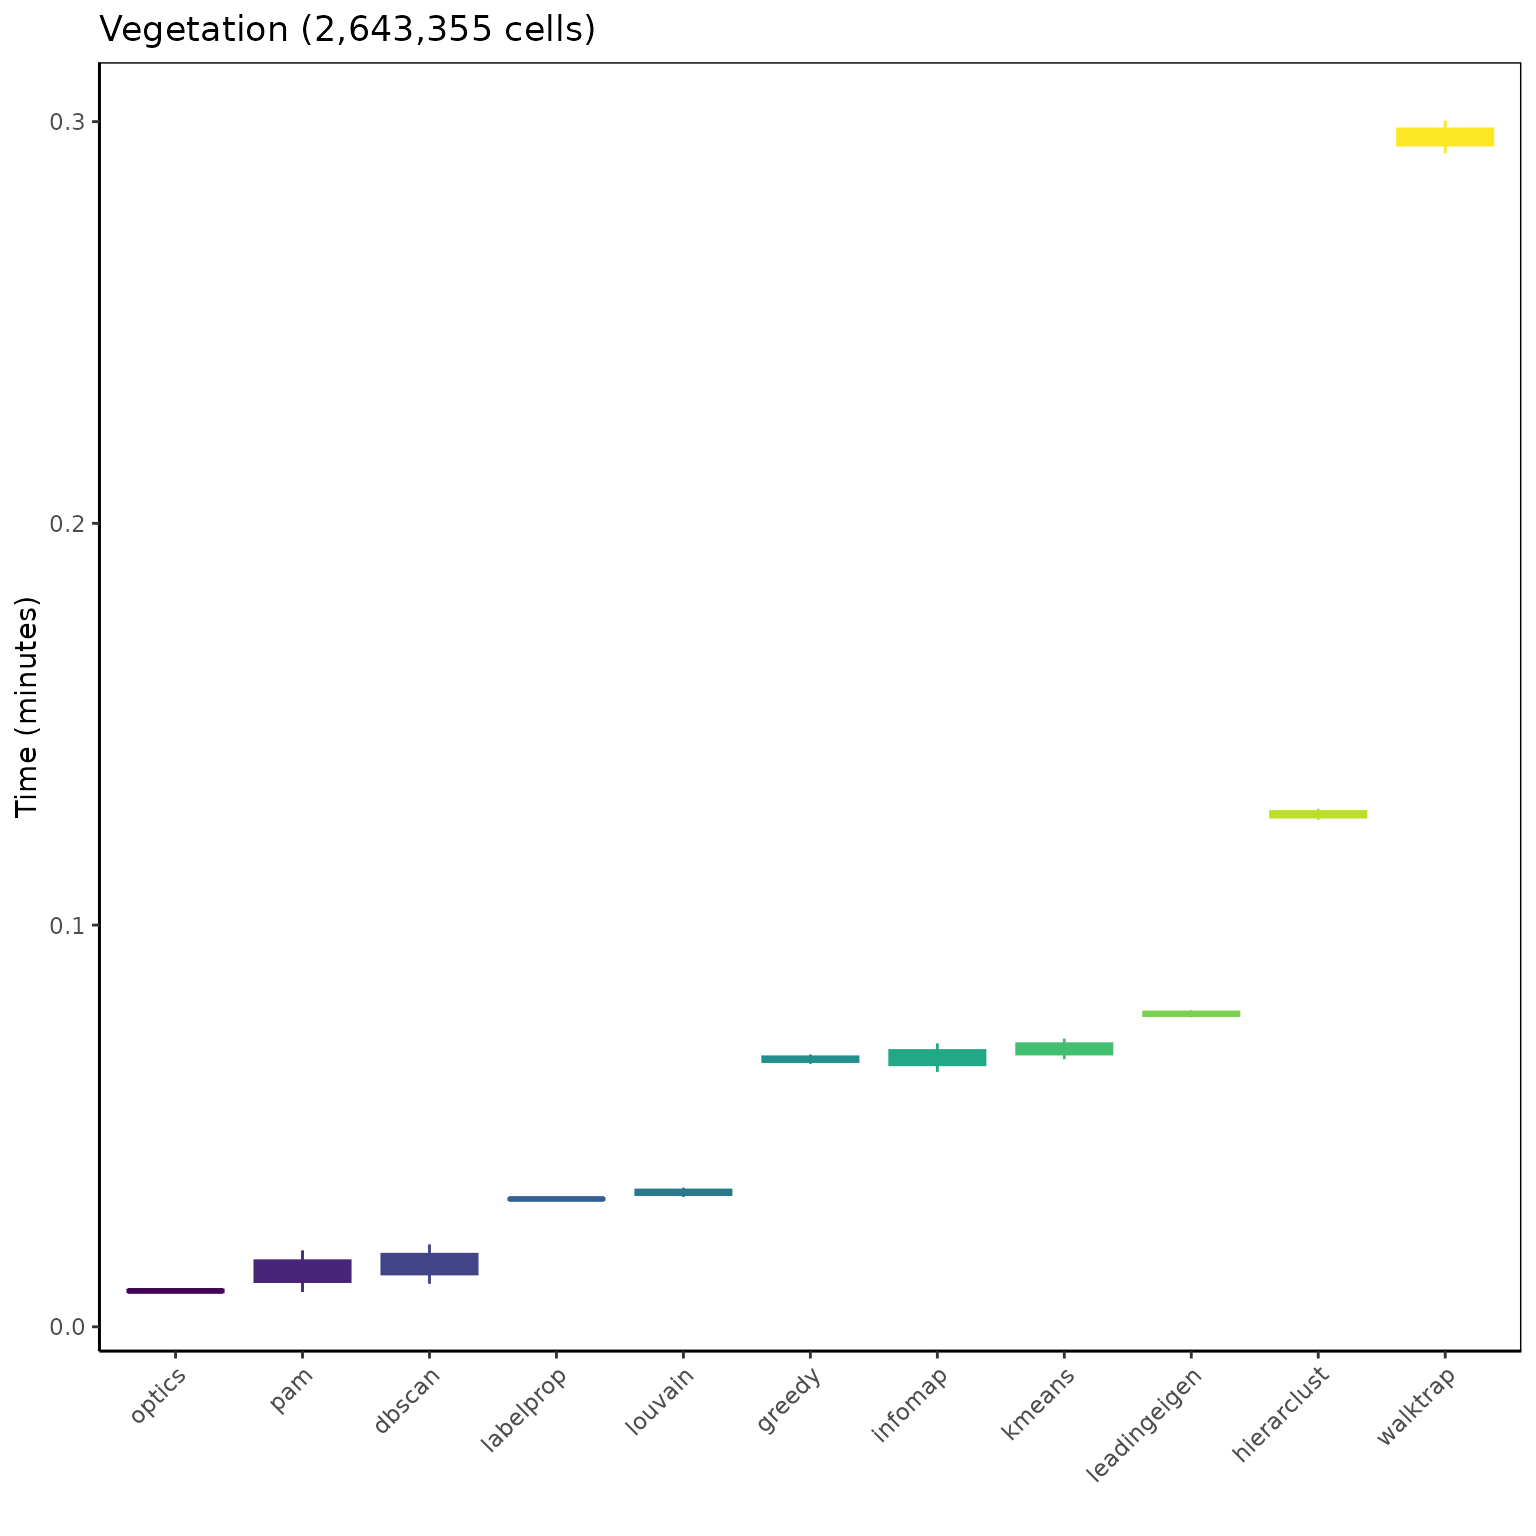 Vegetation (2,643,355 cells)
Time (minutes)
0.3
0.2
0.1
0.0
optics
pam
dbscan
labelprop
louvain
greedy
infomap
kmeans
leadingeigen
hierarclust
walktrap